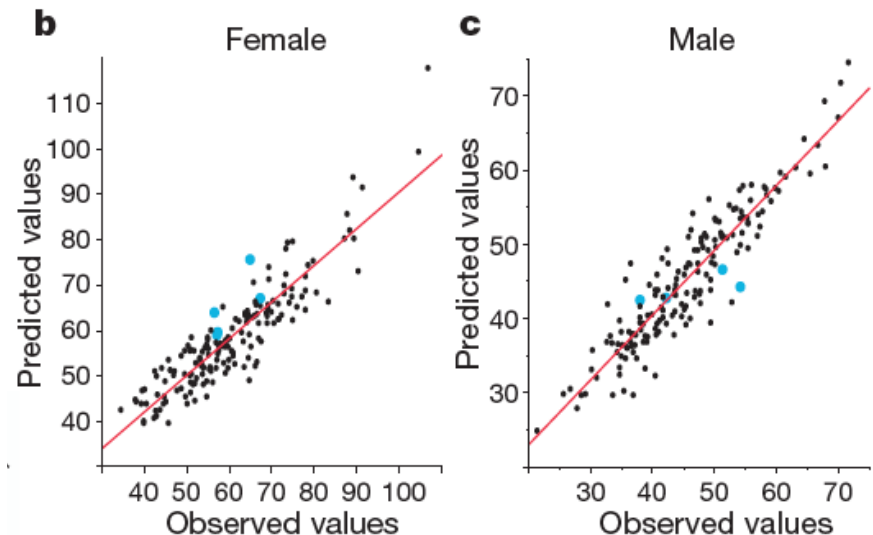 b
Female
Predicted values
110
100
90
80
70
60
50
40
40 50 60 70 80 90 100
Observed values
c
Male
Predicted values
70
60
50
40
30
30 40 50 60 70
Observed values